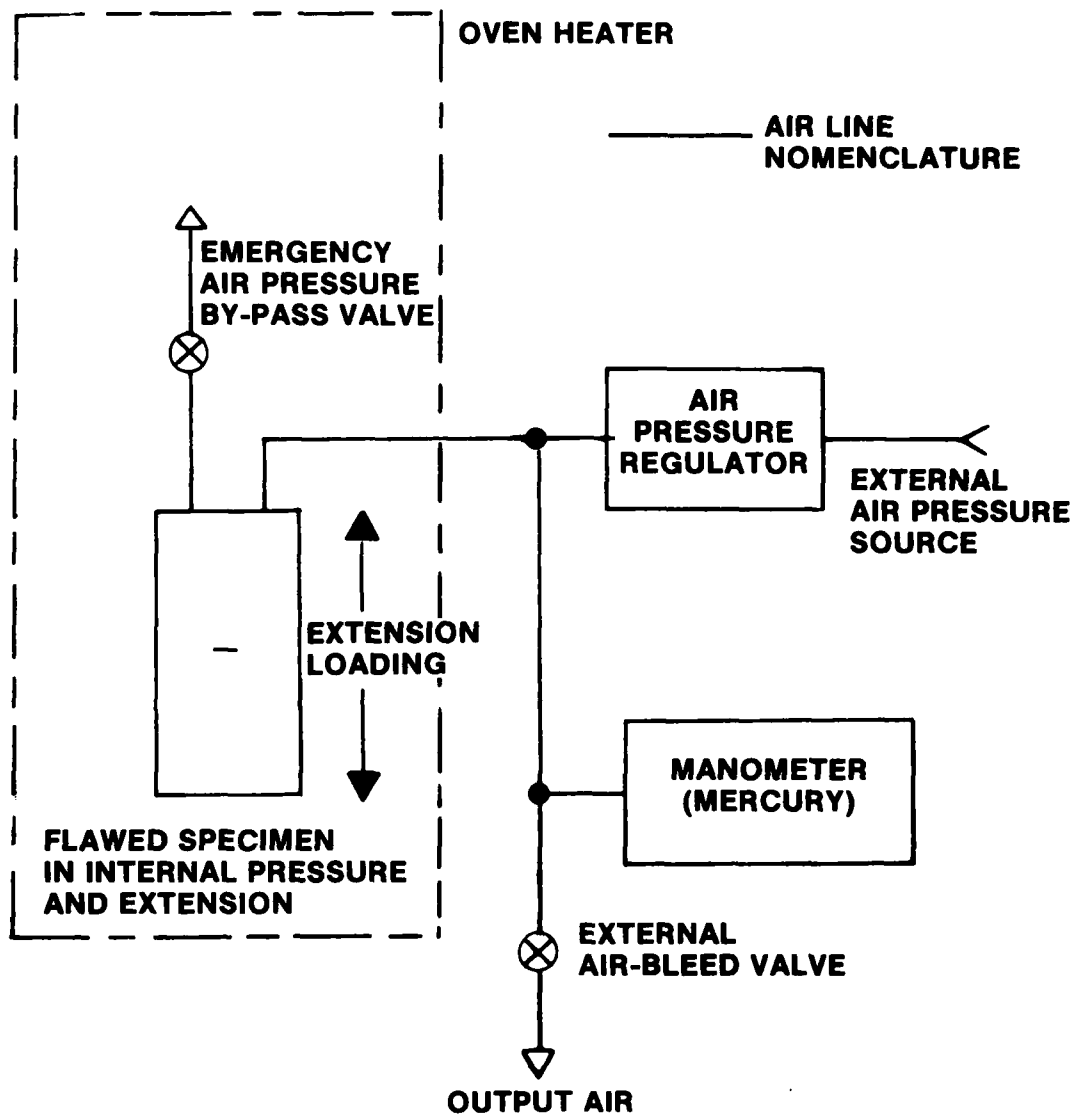 OVEN HEATER
AIR LINE
NOMENCLATURE
EMERGENCY
AIR PRESSURE
BY-PASS VALVE
AIR
PRESSURE
REGULATOR
EXTERNAL
AIR PRESSURE
SOURCE
EXTENSION
LOADING
MANOMETER
(MERCURY)
FLAWED SPECIMEN
IN INTERNAL PRESSURE
AND EXTENSION
EXTERNAL
AIR-BLEED VALVE
OUTPUT AIR